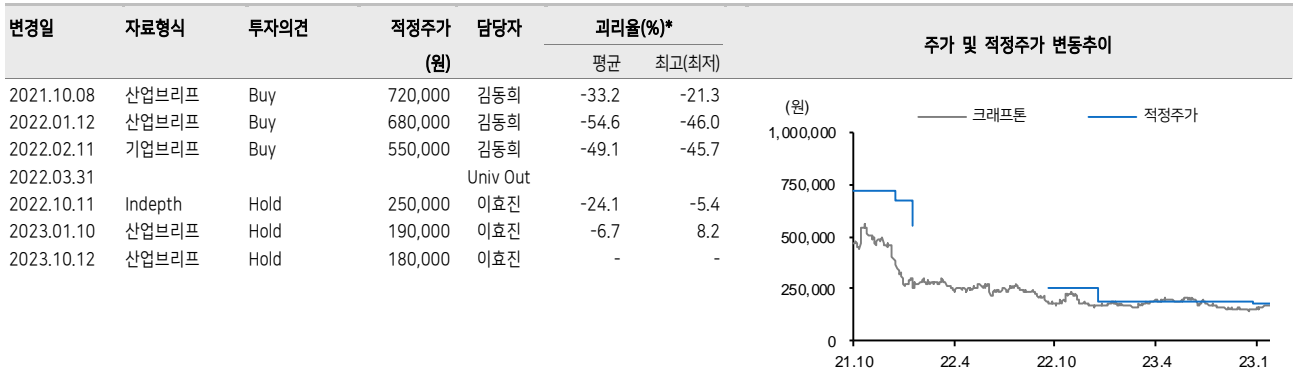 변경일 자료형식 투자의견 적정주가 담당자 괴리율(%)* 주가 및 적정주가 변동추이
(원) 평균 최고(최저)
2021.10.08 산업브리프 Buy 720,000 김동희 -33.2 -21.3
2022.01.12 산업브리프 Buy 680,000 김동희 -54.6 -46.0
2022.02.11 기업브리프 Buy 550,000 김동희 -49.1 -45.7
2022.03.31 Univ Out
2022.10.11 Indepth Hold 250,000 이효진 -24.1 -5.4
2023.01.10 산업브리프 Hold 190,000 이효진 -6.7 8.2
2023.10.12 산업브리프 Hold 180,000 이효진 - -
(원) 크래프톤 적정주가
1,000,000
750,000
500,000
250,000
0
21.10 22.4 22.10 23.4 23.1